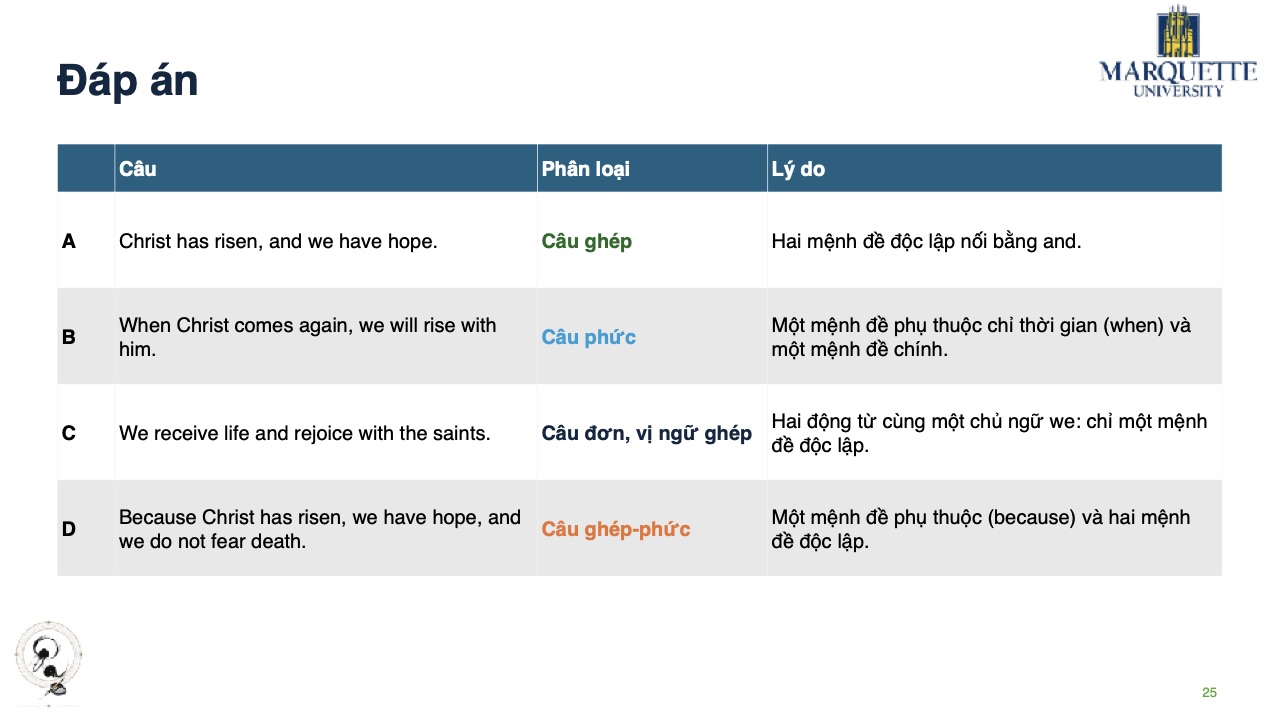 MARQUETTE
UNIVERSITY
Đáp án
Câu Phân loại Lý do
A Christ has risen, and we have hope. Câu ghép Hai mệnh đề độc lập nối bằng and.
B When Christ comes again, we will rise with
him. Câu phức Một mệnh đề phụ thuộc chỉ thời gian (when) và
một mệnh đề chính.
C We receive life and rejoice with the saints. Câu đơn, vị ngữ ghép Hai động từ cùng một chủ ngữ we: chỉ một mệnh
đề độc lập.
D Because Christ has risen, we have hope, and
we do not fear death. Câu ghép-phức Một mệnh đề phụ thuộc (because) và hai mệnh
đề độc lập.
25